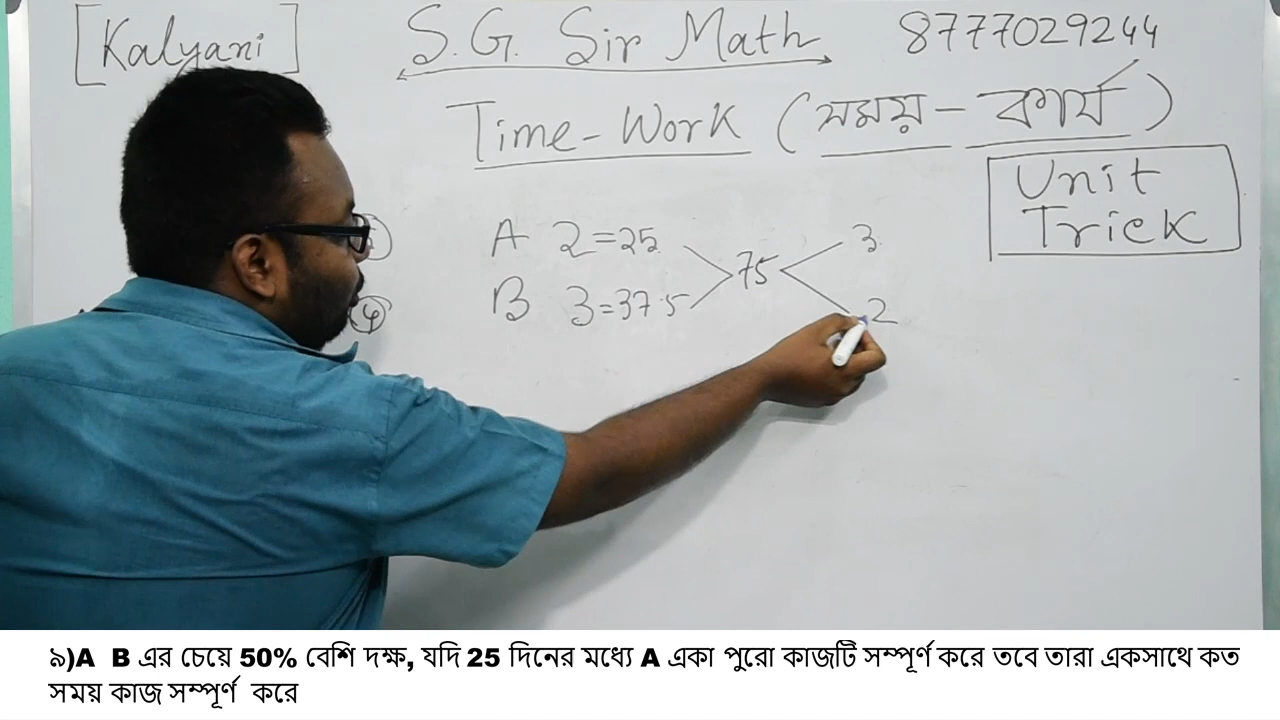 [Kalyani] S.G. Sir Math 8777029244
Time-Work (সময়-কার্য)
Unit
Trick
A 2=25 75 3
B 3=37.5 2
৯)A B এর চেয়ে 50% বেশি দক্ষ, যদি 25 দিনের মধ্যে A একা পুরো কাজটি সম্পূর্ণ করে তবে তারা একসাথে কত
সময় কাজ সম্পূর্ণ করে